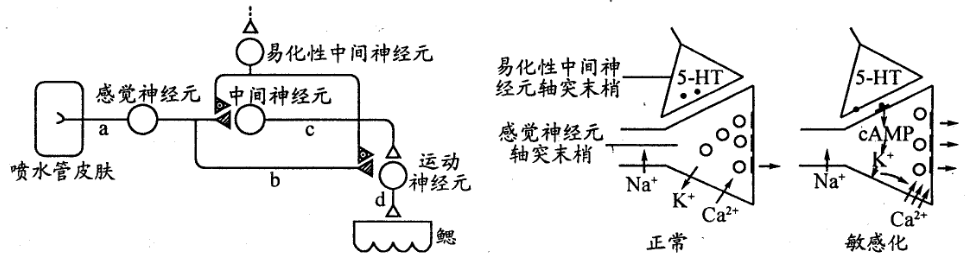 易化性中间神经元
感觉神经元
中间神经元
a
c
喷水管皮肤
b
运动
神经元
d
鳃
易化性中间神
经元轴突末梢
5-HT
感觉神经元
轴突末梢
Na⁺
K⁺
Ca²⁺
正常
5-HT
cAMP
K⁺
Na⁺
Ca²⁺
敏感化